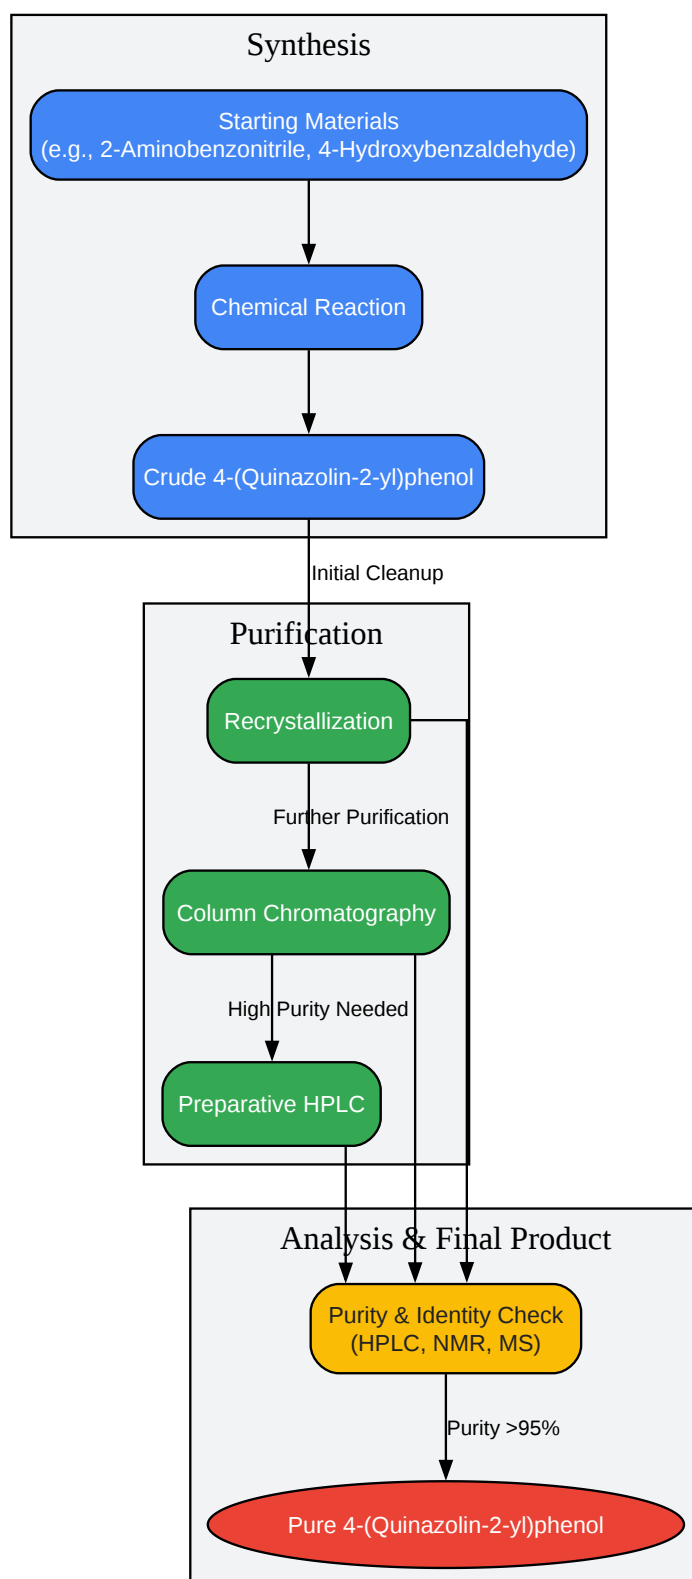 Synthesis
Starting Materials
(e.g., 2-Aminobenzonitrile, 4-Hydroxybenzaldehyde)
Chemical Reaction
Crude 4-(Quinazolin-2-yl)phenol
Initial Cleanup
Purification
Recrystallization
Further Purification
Column Chromatography
High Purity Needed
Preparative HPLC
Analysis & Final Product
Purity & Identity Check
(HPLC, NMR, MS)
Purity >95%
Pure 4-(Quinazolin-2-yl)phenol